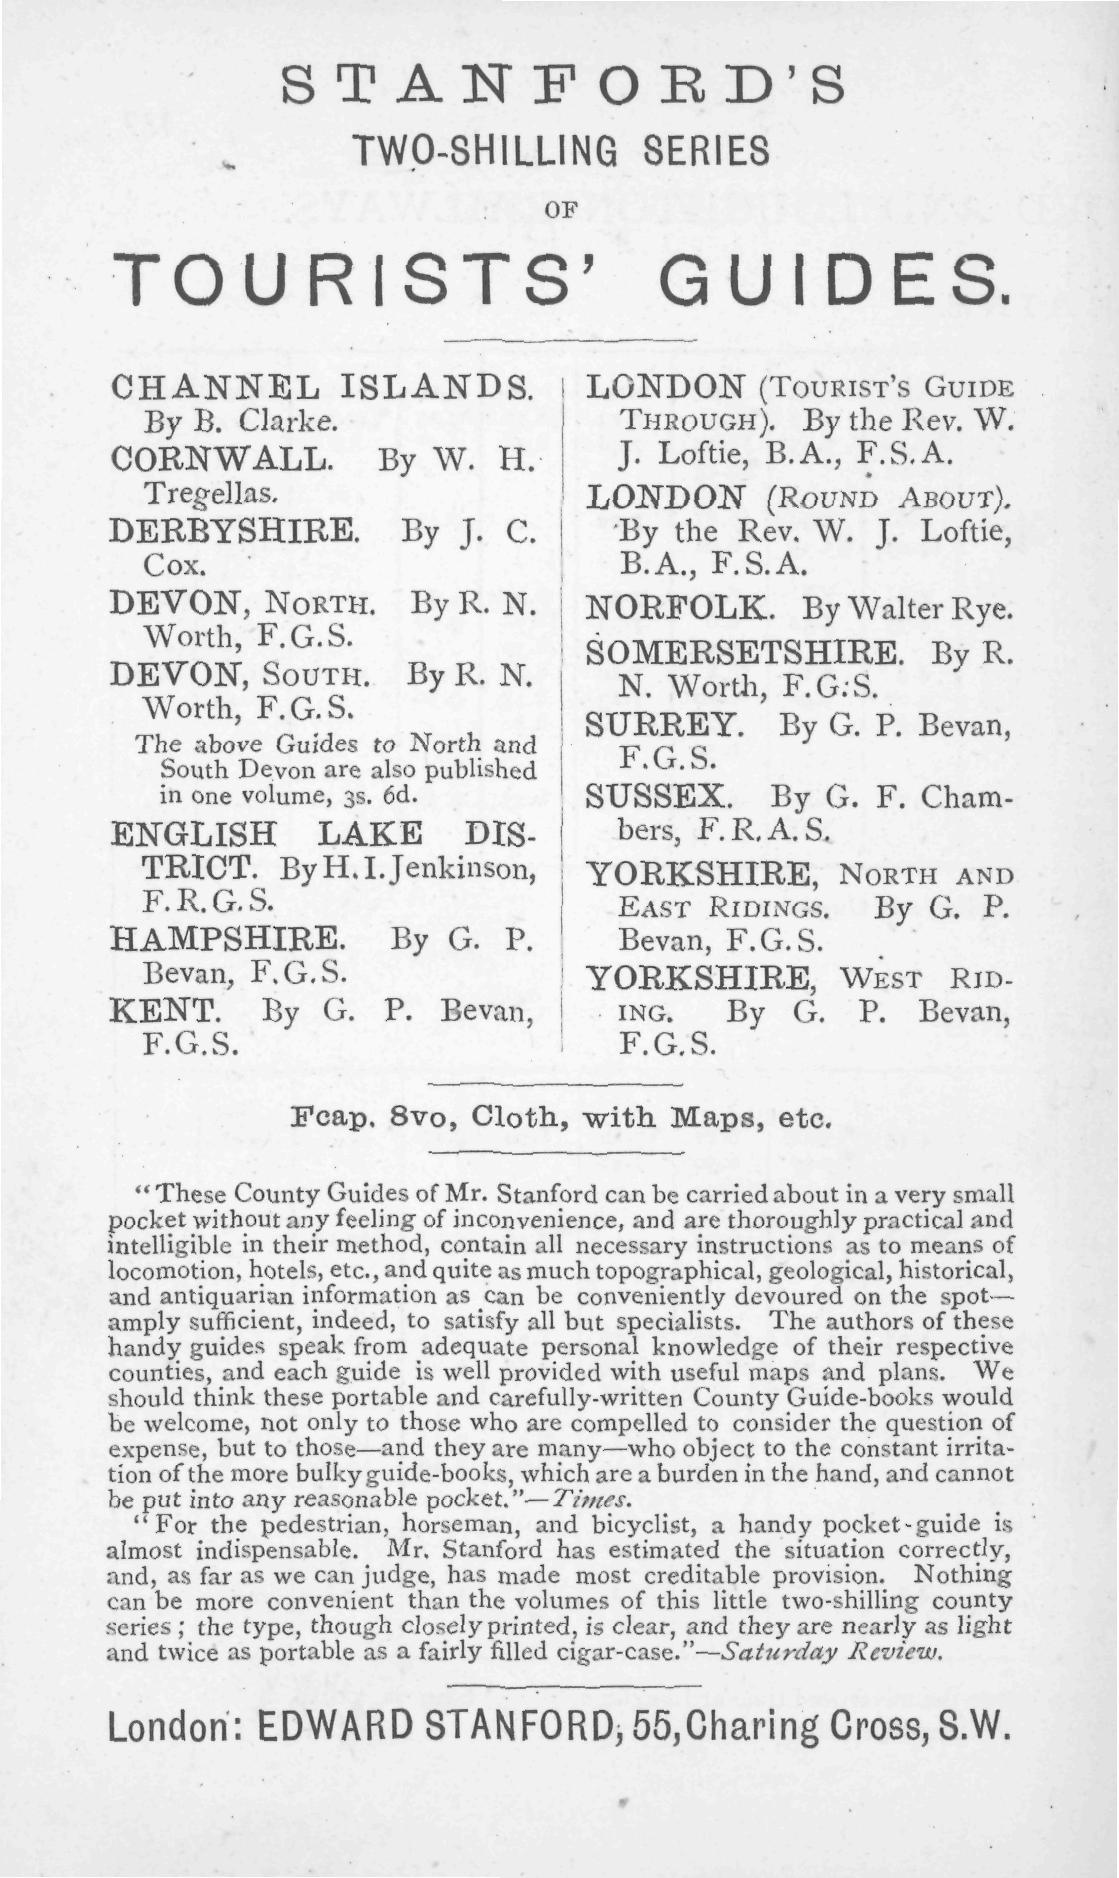 STANFORD'S
TWO-SHILLING SERIES
OF
TOURISTS' GUIDES.
CHANNEL ISLANDS.
By B. Clarke.
CORNWALL. By W. H.
Tregellas.
DERBYSHIRE. By J. C.
Cox.
DEVON, NORTH. By R. N.
Worth, F.G.S.
DEVON, SOUTH. By R. N.
Worth, F.G.S.
The above Guides to North and
South Devon are also published
in one volume, 3s. 6d.
ENGLISH LAKE DIS-
TRICT. By H. I. Jenkinson,
F.R.G.S.
HAMPSHIRE. By G. P.
Bevan, F.G.S.
KENT. By G. P. Bevan,
F.G.S.
LONDON (TOURIST'S GUIDE
THROUGH). By the Rev. W.
J. Loftie, B.A., F.S.A.
LONDON (ROUND ABOUT).
By the Rev. W. J. Loftie,
B.A., F.S.A.
NORFOLK. By Walter Rye.
SOMERSETSHIRE. By R.
N. Worth, F.G.S.
SURREY. By G. P. Bevan,
F.G.S.
SUSSEX. By G. F. Cham-
bers, F.R.A.S.
YORKSHIRE, NORTH AND
EAST RIDINGS. By G. P.
Bevan, F.G.S.
YORKSHIRE, WEST RID-
ING. By G. P. Bevan,
F.G.S.
Fcap. 8vo, Cloth, with Maps, etc.
"These County Guides of Mr. Stanford can be carried about in a very small
pocket without any feeling of inconvenience, and are thoroughly practical and
intelligible in their method, contain all necessary instructions as to means of
locomotion, hotels, etc., and quite as much topographical, geological, historical,
and antiquarian information as can be conveniently devoured on the spot—
amply sufficient, indeed, to satisfy all but specialists. The authors of these
handy guides speak from adequate personal knowledge of their respective
counties, and each guide is well provided with useful maps and plans. We
should think these portable and carefully-written County Guide-books would
be welcome, not only to those who are compelled to consider the question of
expense, but to those—and they are many—who object to the constant irrita-
tion of the more bulky guide-books, which are a burden in the hand, and cannot
be put into any reasonable pocket."—Times.
"For the pedestrian, horseman, and bicyclist, a handy pocket-guide is
almost indispensable. Mr. Stanford has estimated the situation correctly,
and, as far as we can judge, has made most creditable provision. Nothing
can be more convenient than the volumes of this little two-shilling county
series; the type, though closely printed, is clear, and they are nearly as light
and twice as portable as a fairly filled cigar-case."—Saturday Review.
London: EDWARD STANFORD, 55, Charing Cross, S.W.